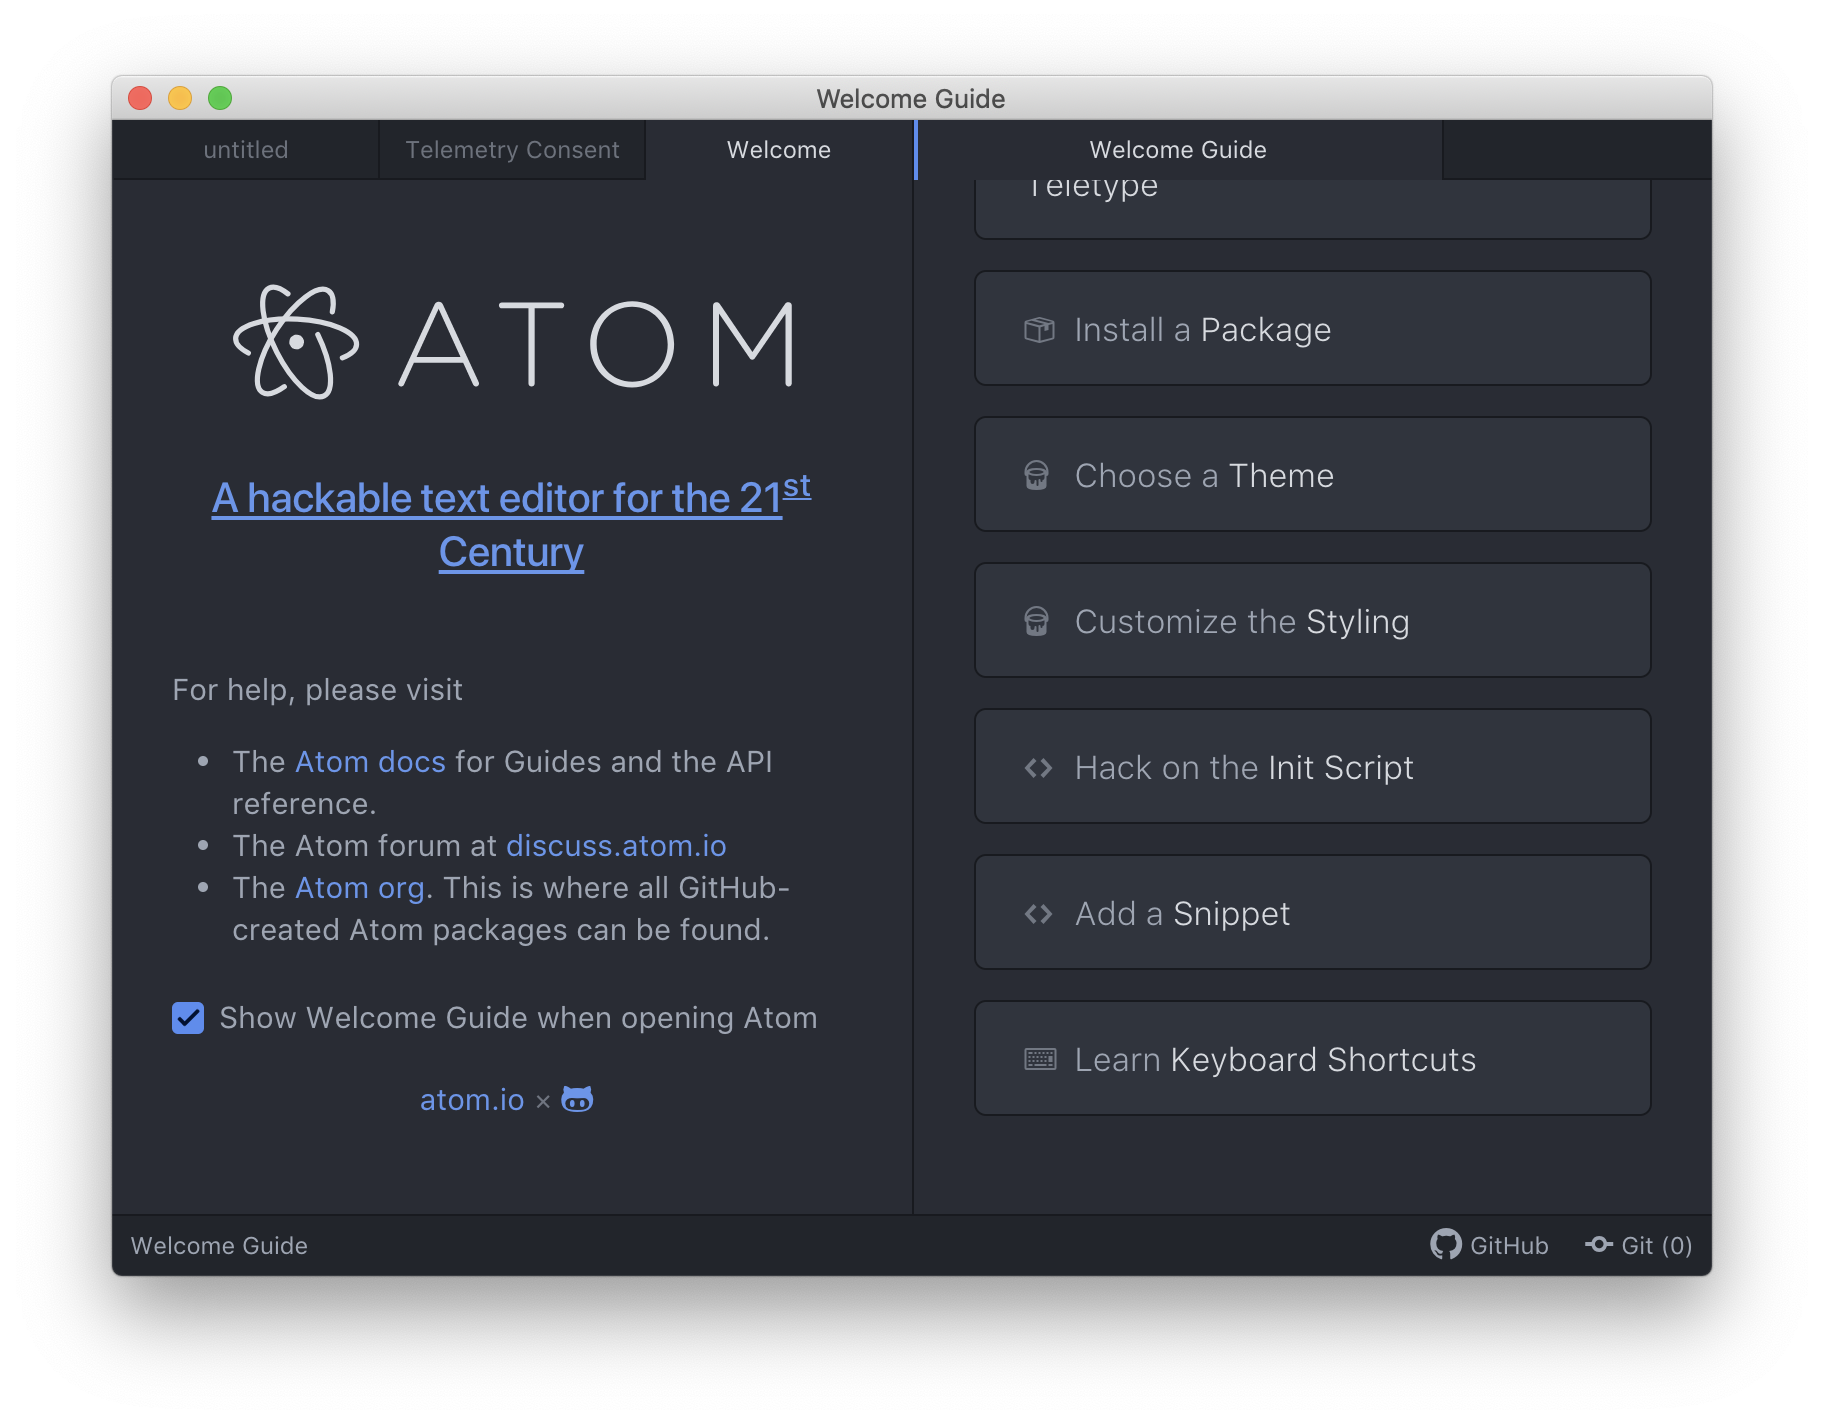 Welcome Guide
untitled
Telemetry Consent
Welcome
Welcome Guide
ATOM
A hackable text editor for the 21st
Century
For help, please visit
• The Atom docs for Guides and the API
reference.
• The Atom forum at discuss.atom.io
• The Atom org. This is where all GitHub-
created Atom packages can be found.
Show Welcome Guide when opening Atom
atom.io ×
Teletype
Install a Package
Choose a Theme
Customize the Styling
Hack on the Init Script
Add a Snippet
Learn Keyboard Shortcuts
Welcome Guide
GitHub
Git (0)